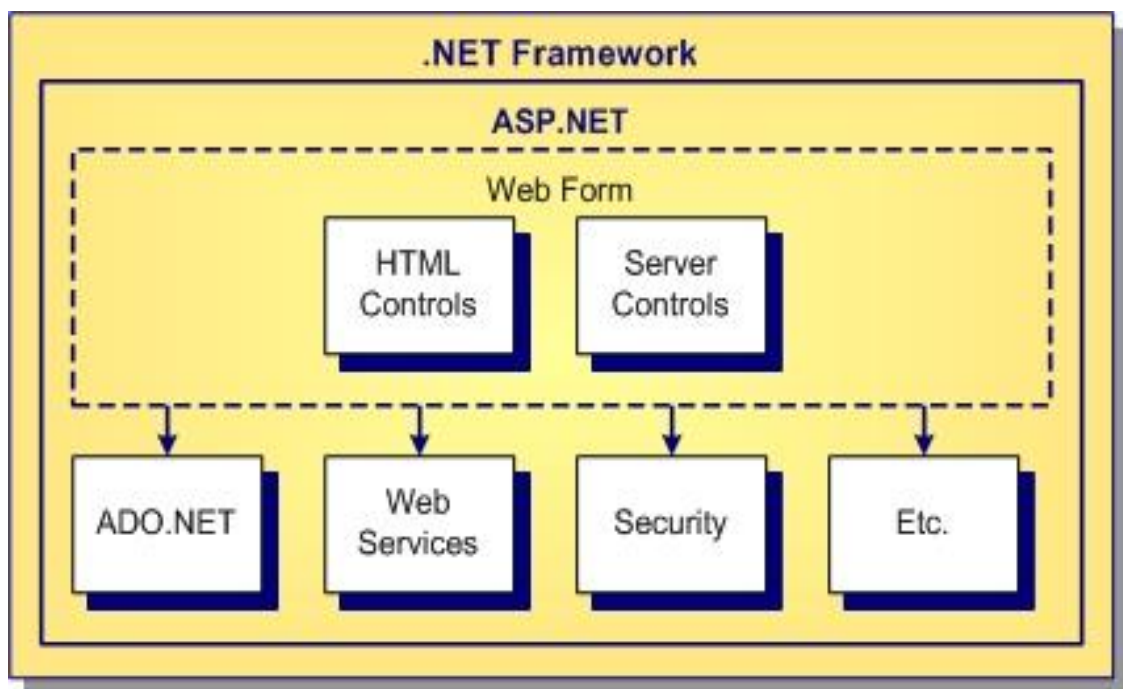 .NET Framework
ASP.NET
Web Form
HTML
Controls
Server
Controls
ADO.NET
Web
Services
Security
Etc.